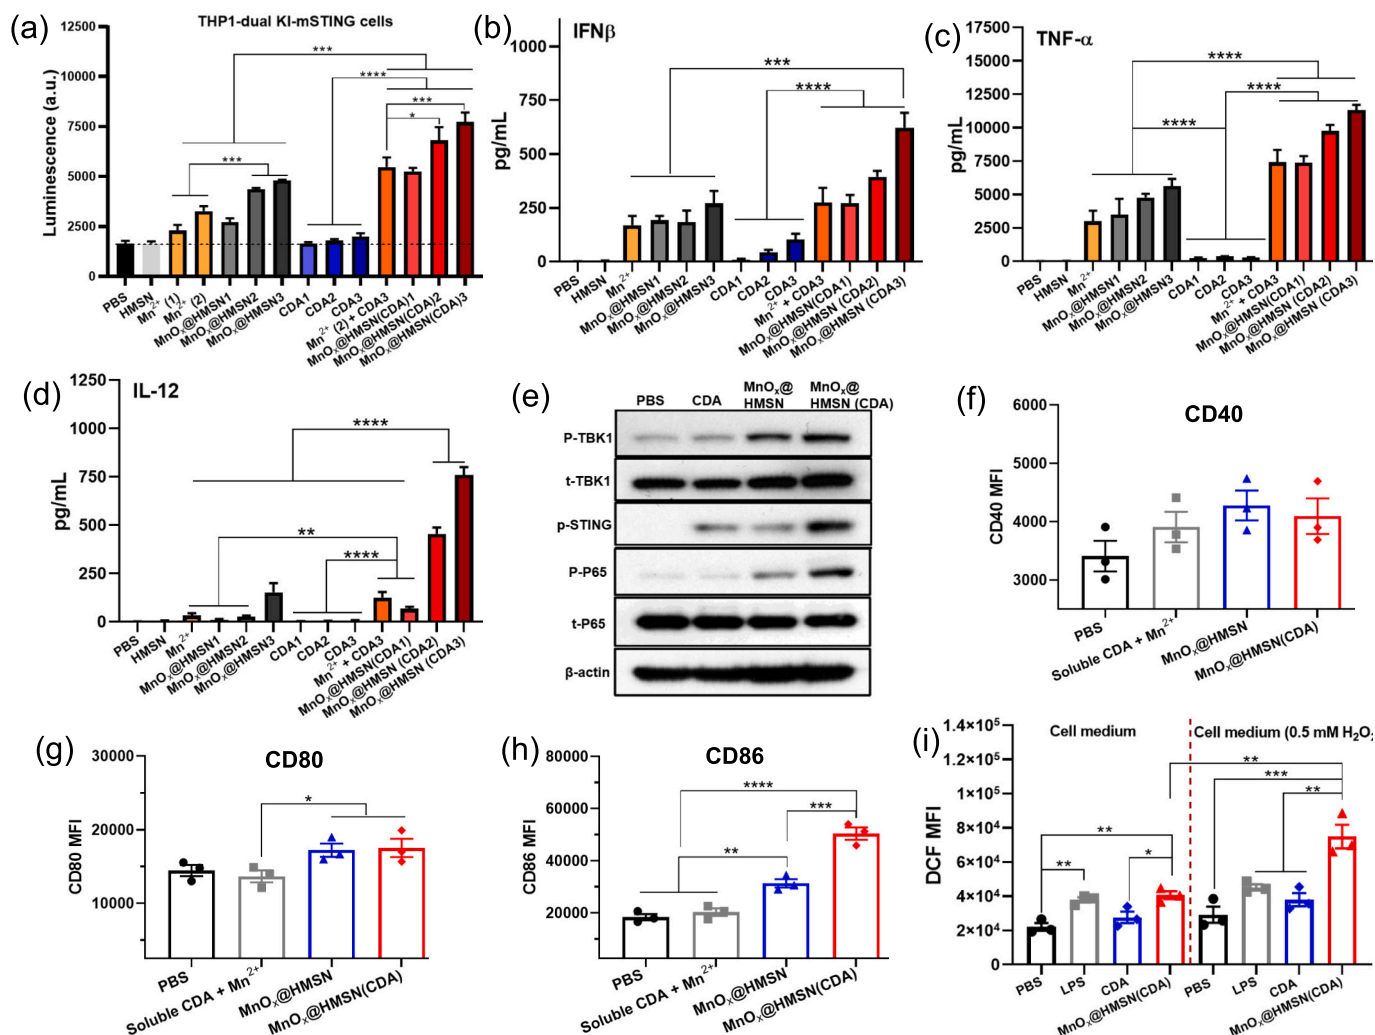 (a)
THP1-dual KI-mSTING cells
Luminescence (a.u.)
12500
10000
7500
5000
2500
0
***
****
***
*
***
PBS
HMSN
Mn²⁺ (1)
Mn²⁺ (2)
MnOₓ@HMSN1
MnOₓ@HMSN2
MnOₓ@HMSN3
CDA1
CDA2
CDA3
Mn²⁺ (2) + CDA3
MnOₓ@HMSN(CDA)1
MnOₓ@HMSN(CDA)2
MnOₓ@HMSN(CDA)3
(b)
IFNβ
pg/mL
1000
750
500
250
0
***
****
PBS
HMSN
Mn²⁺
MnOₓ@HMSN1
MnOₓ@HMSN2
MnOₓ@HMSN3
CDA1
CDA2
CDA3
Mn²⁺ + CDA3
MnOₓ@HMSN(CDA1)
MnOₓ@HMSN (CDA2)
MnOₓ@HMSN (CDA3)
(c)
TNF-α
pg/mL
17500
15000
12500
10000
7500
5000
2500
0
****
****
****
PBS
HMSN
Mn²⁺
MnOₓ@HMSN1
MnOₓ@HMSN2
MnOₓ@HMSN3
CDA1
CDA2
CDA3
Mn²⁺ + CDA3
MnOₓ@HMSN(CDA1)
MnOₓ@HMSN (CDA2)
MnOₓ@HMSN (CDA3)
(d)
IL-12
pg/mL
1250
1000
750
500
250
0
****
**
****
PBS
HMSN
Mn²⁺
MnOₓ@HMSN1
MnOₓ@HMSN2
MnOₓ@HMSN3
CDA1
CDA2
CDA3
Mn²⁺ + CDA3
MnOₓ@HMSN(CDA1)
MnOₓ@HMSN (CDA2)
MnOₓ@HMSN (CDA3)
(e)
PBS
CDA
MnOₓ@
HMSN
MnOₓ@
HMSN (CDA)
P-TBK1
t-TBK1
p-STING
P-P65
t-P65
β-actin
(f)
CD40
CD40 MFI
6000
5000
4000
3000
PBS
Soluble CDA + Mn²⁺
MnOₓ@HMSN
MnOₓ@HMSN(CDA)
(g)
CD80
CD80 MFI
30000
20000
10000
*
PBS
Soluble CDA + Mn²⁺
MnOₓ@HMSN
MnOₓ@HMSN(CDA)
(h)
CD86
CD86 MFI
80000
60000
40000
20000
****
***
**
PBS
Soluble CDA + Mn²⁺
MnOₓ@HMSN
MnOₓ@HMSN(CDA)
(i)
Cell medium
Cell medium (0.5 mM H₂O₂
DCF MFI
1.4×10⁵
1.2×10⁵
1×10⁵
8×10⁴
6×10⁴
4×10⁴
2×10⁴
0
**
***
**
**
**
*
PBS
LPS
CDA
MnOₓ@HMSN(CDA)
PBS
LPS
CDA
MnOₓ@HMSN(CDA)